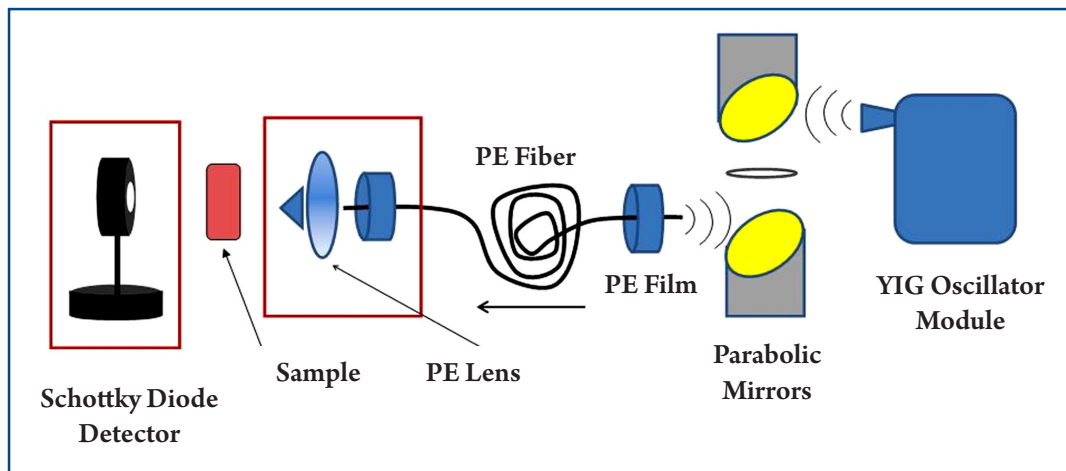 PE Fiber
PE Film
YIG Oscillator
Module
Parabolic
Mirrors
Sample
PE Lens
Schottky Diode
Detector